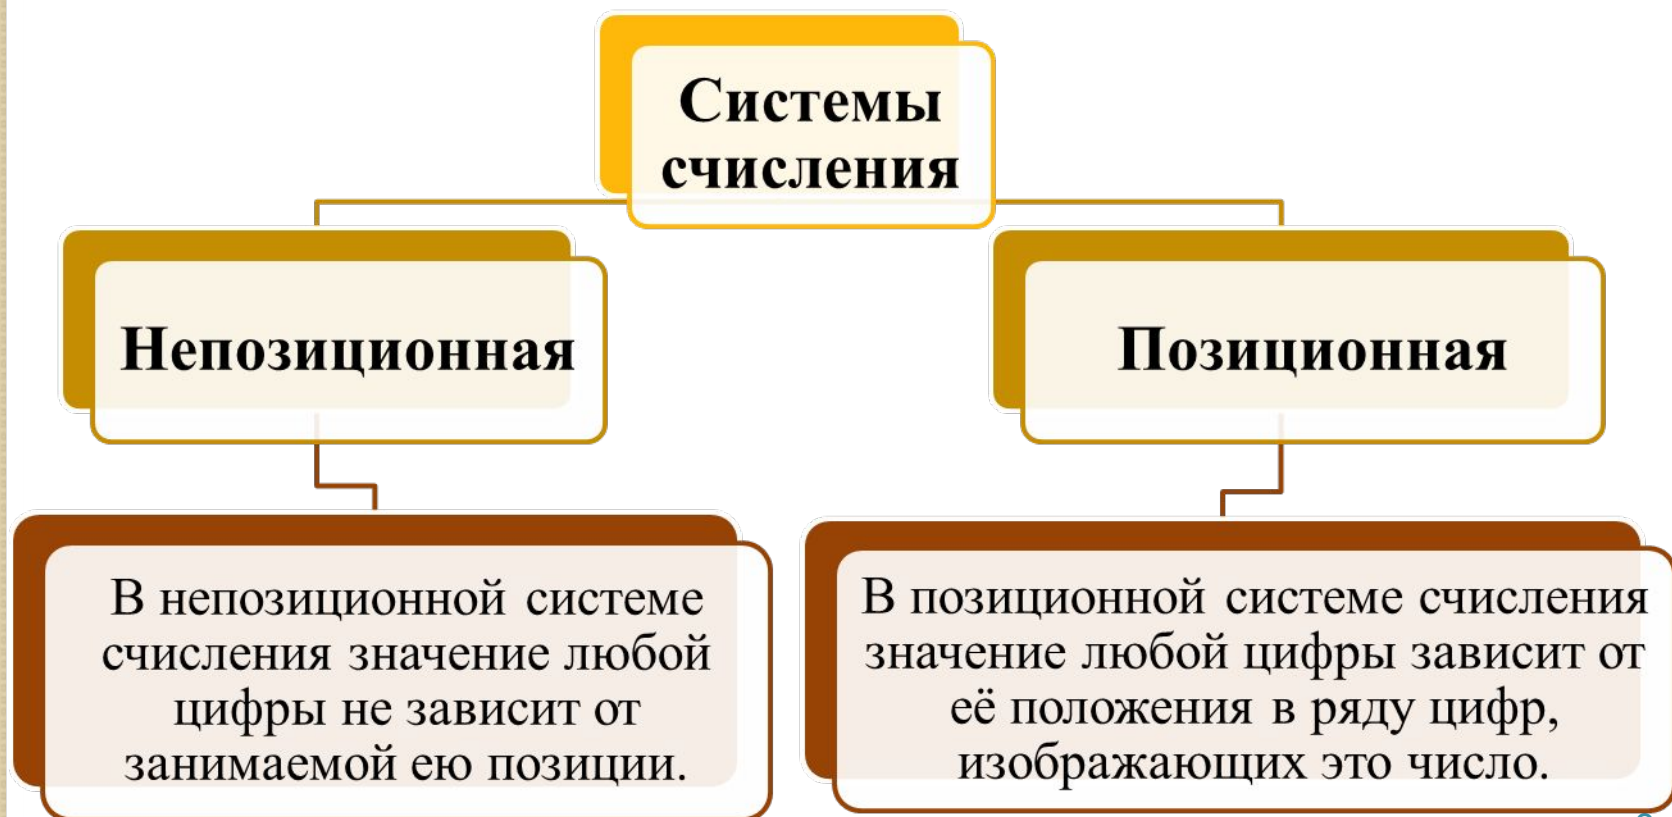 Системы
счисления
Непозиционная
Позиционная
В непозиционной системе
счисления значение любой
цифры не зависит от
занимаемой ею позиции.
В позиционной системе счисления
значение любой цифры зависит от
её положения в ряду цифр,
изображающих это число.